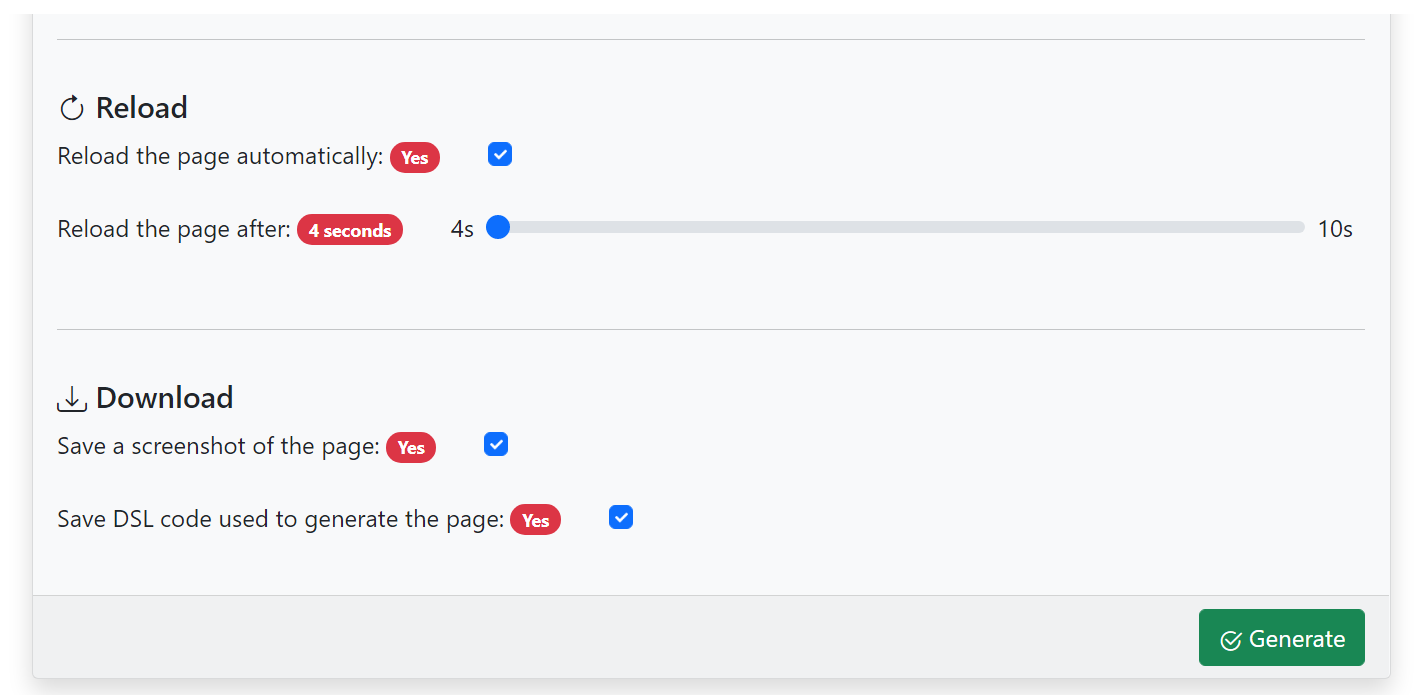 Reload
Reload the page automatically: Yes
Reload the page after: 4 seconds 4s 10s
Download
Save a screenshot of the page: Yes
Save DSL code used to generate the page: Yes
Generate